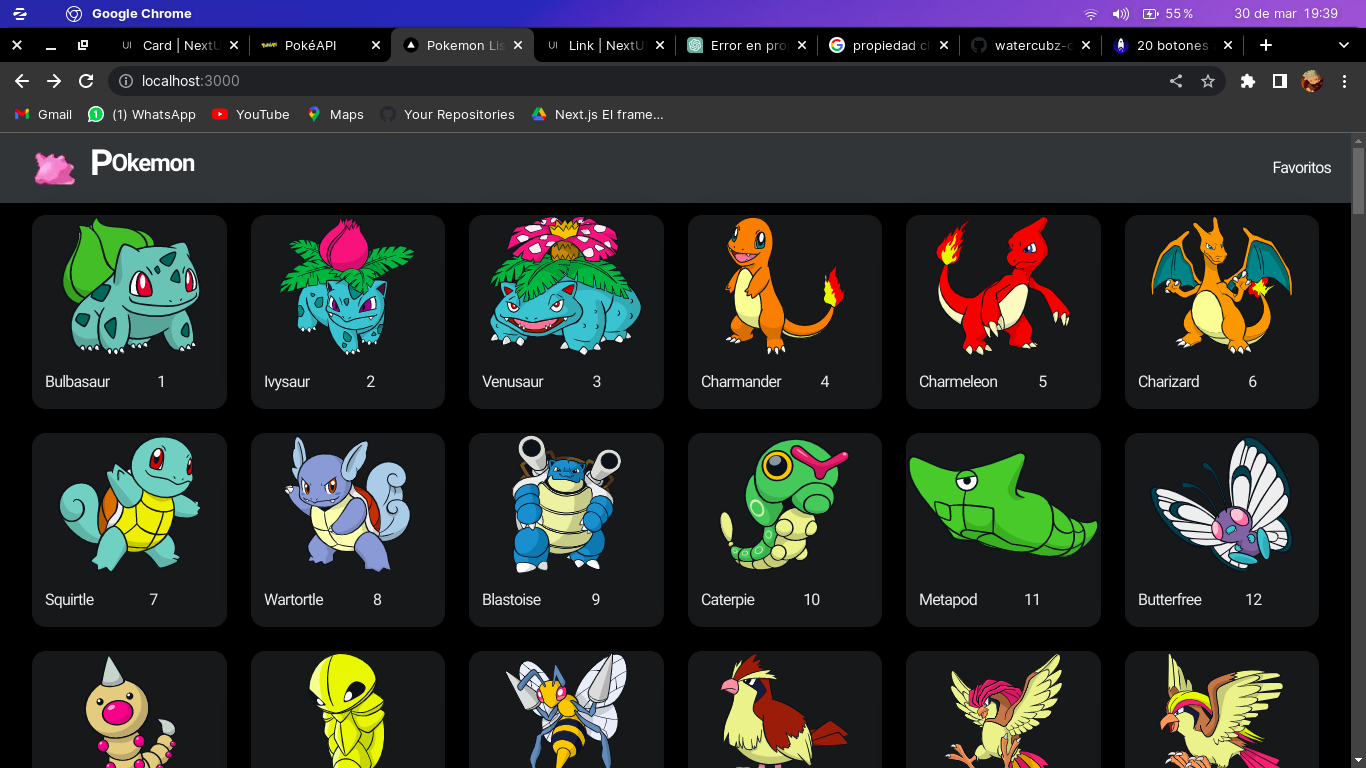 Google Chrome 55 % 30 de mar 19:39
UI Card | NextU PokéAPI Pokemon Lis UI Link | NextU Error en pro propiedad cl watercubz-c 20 botones
localhost:3000
Gmail (1) WhatsApp YouTube Maps Your Repositories Next.js El frame...
POkemon Favoritos
Bulbasaur 1 Ivysaur 2 Venusaur 3 Charmander 4 Charmeleon 5 Charizard 6
Squirtle 7 Wartortle 8 Blastoise 9 Caterpie 10 Metapod 11 Butterfree 12